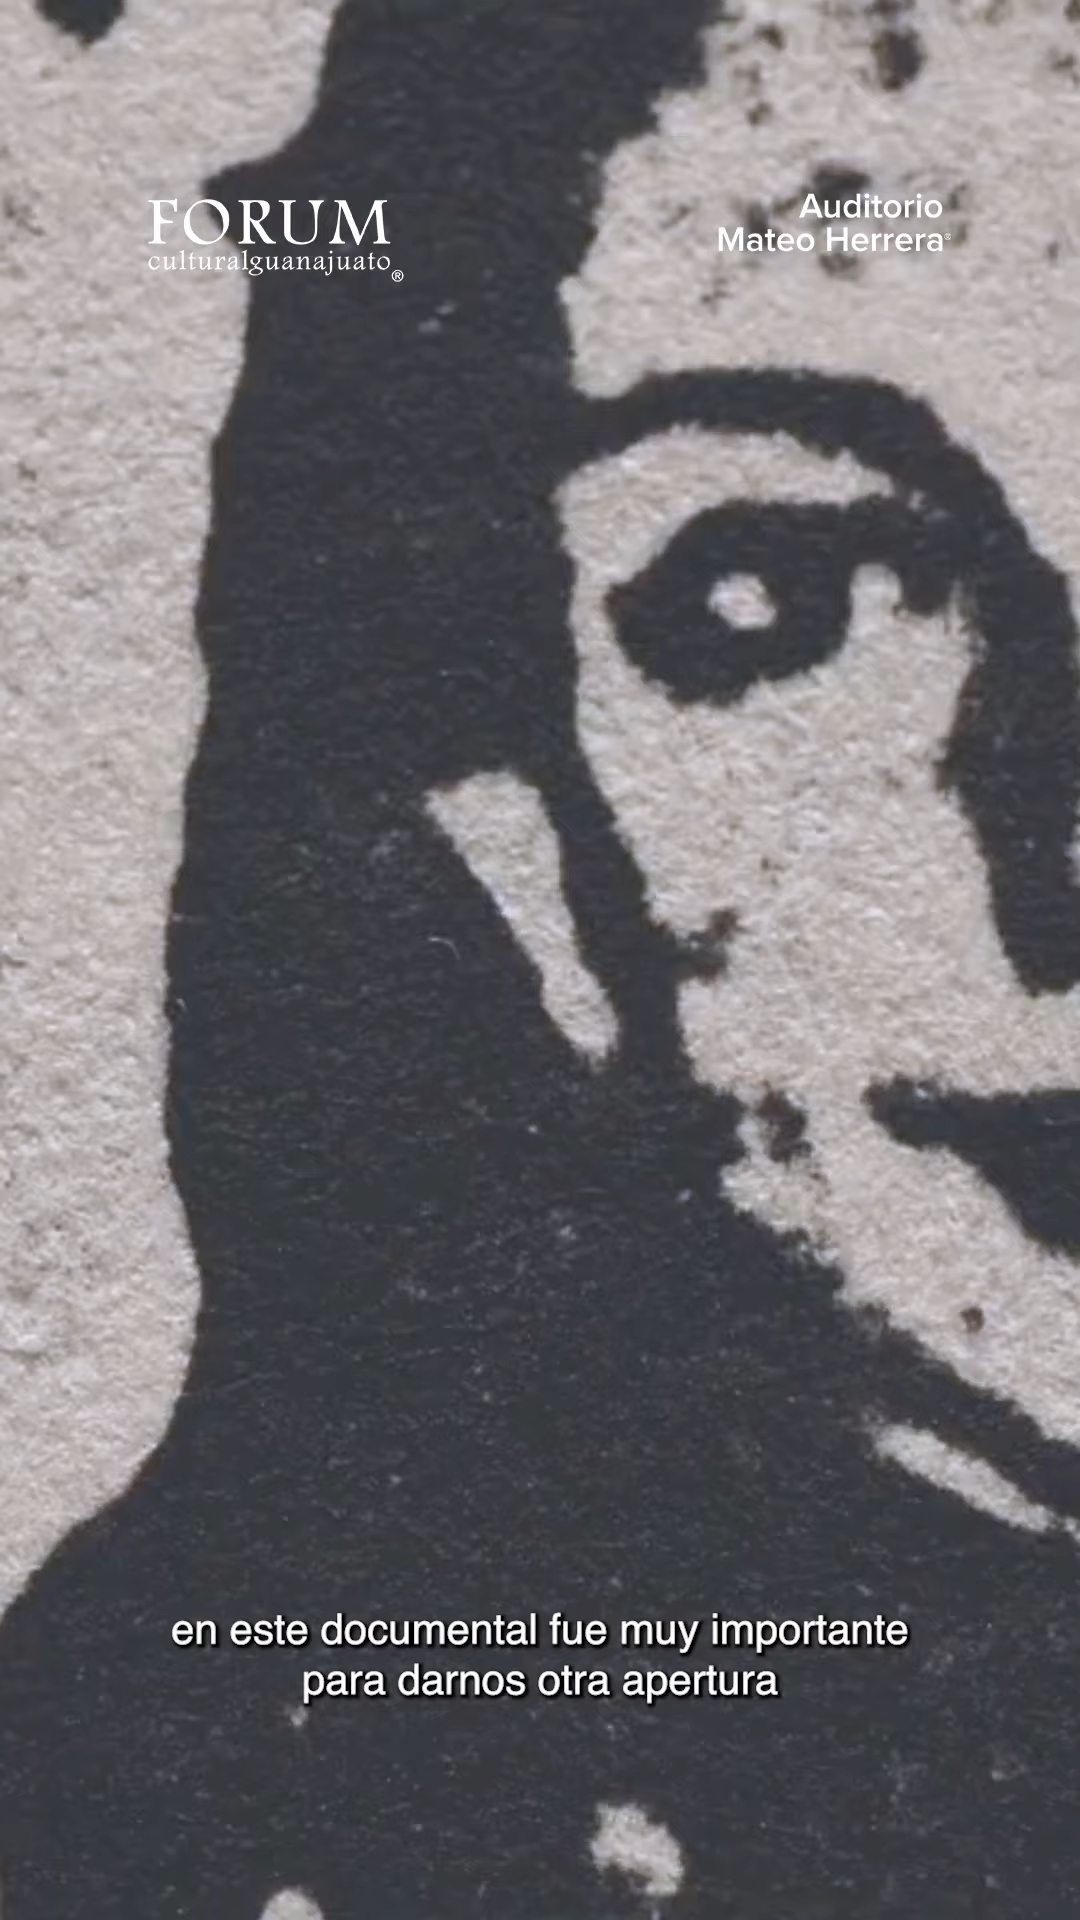 FORUM
culturalguanajuato®
Auditorio
Mateo Herrera®
en este documental fue muy importante
para darnos otra apertura